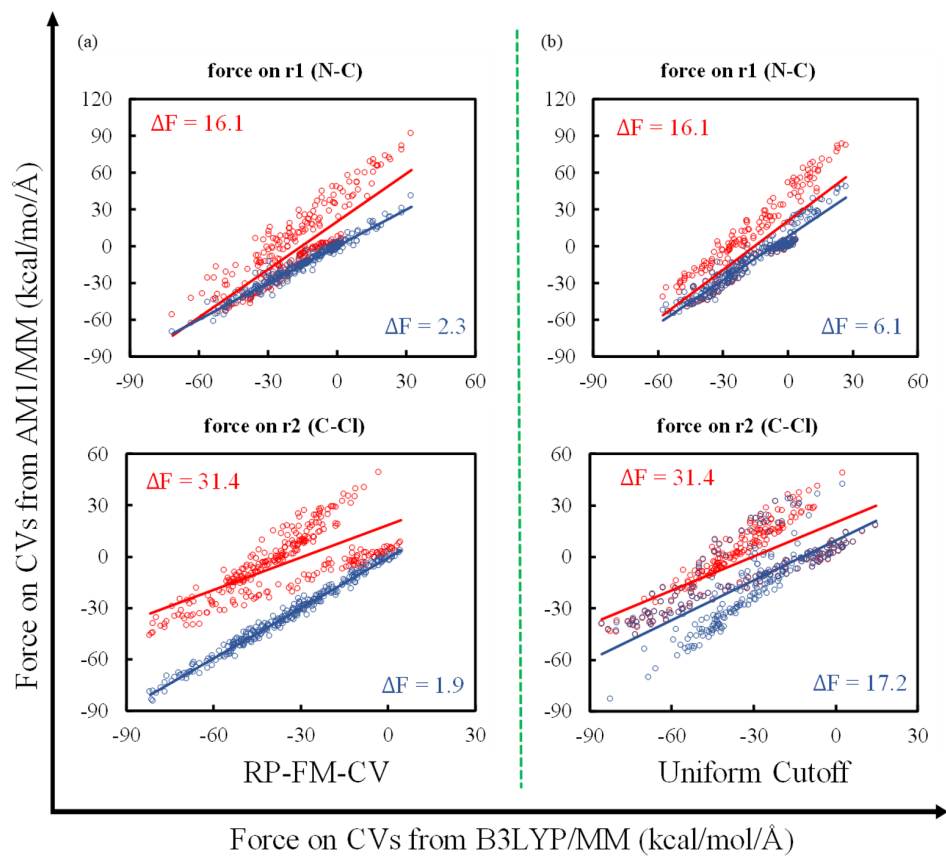 (a)
force on r1 (N-C)
120
90
60
30
0
-30
-60
-90
ΔF = 16.1
ΔF = 2.3
-90
-60
-30
0
30
60
force on r2 (C-Cl)
60
30
0
-30
-60
-90
ΔF = 31.4
ΔF = 1.9
-90
-60
-30
0
30
RP-FM-CV
(b)
force on r1 (N-C)
120
90
60
30
0
-30
-60
-90
ΔF = 16.1
ΔF = 6.1
-90
-60
-30
0
30
60
force on r2 (C-Cl)
60
30
0
-30
-60
-90
ΔF = 31.4
ΔF = 17.2
-90
-60
-30
0
30
Uniform Cutoff
Force on CVs from AM1/MM (kcal/mo/Å)
Force on CVs from B3LYP/MM (kcal/mol/Å)